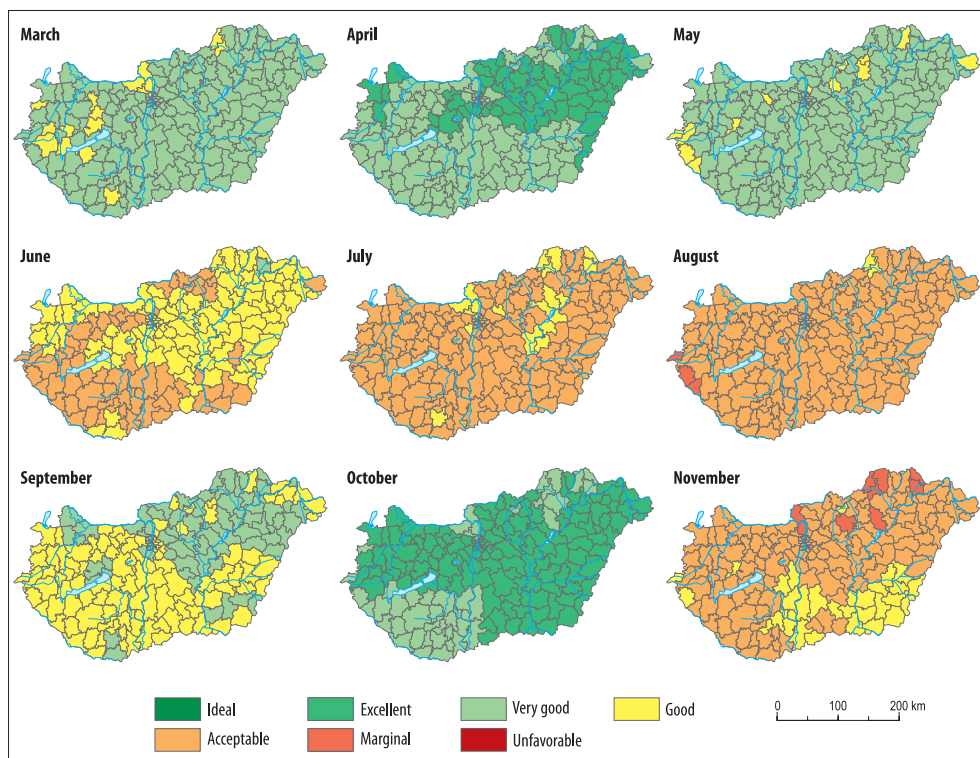 March
April
May
June
July
August
September
October
November
Ideal
Excellent
Very good
Good
Acceptable
Marginal
Unfavorable
0 100 200 km